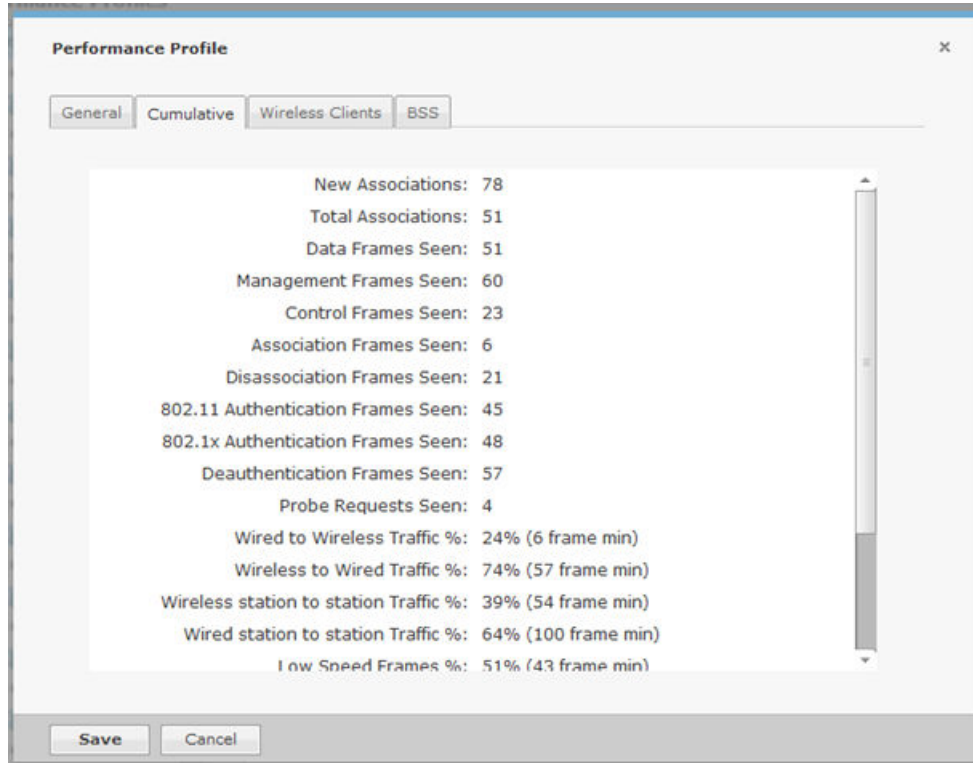 Performance Profile ×
General Cumulative Wireless Clients BSS
New Associations: 78
Total Associations: 51
Data Frames Seen: 51
Management Frames Seen: 60
Control Frames Seen: 23
Association Frames Seen: 6
Disassociation Frames Seen: 21
802.11 Authentication Frames Seen: 45
802.1x Authentication Frames Seen: 48
Deauthentication Frames Seen: 57
Probe Requests Seen: 4
Wired to Wireless Traffic %: 24% (6 frame min)
Wireless to Wired Traffic %: 74% (57 frame min)
Wireless station to station Traffic %: 39% (54 frame min)
Wired station to station Traffic %: 64% (100 frame min)
Low Speed Frames %: 51% (43 frame min)
Save Cancel